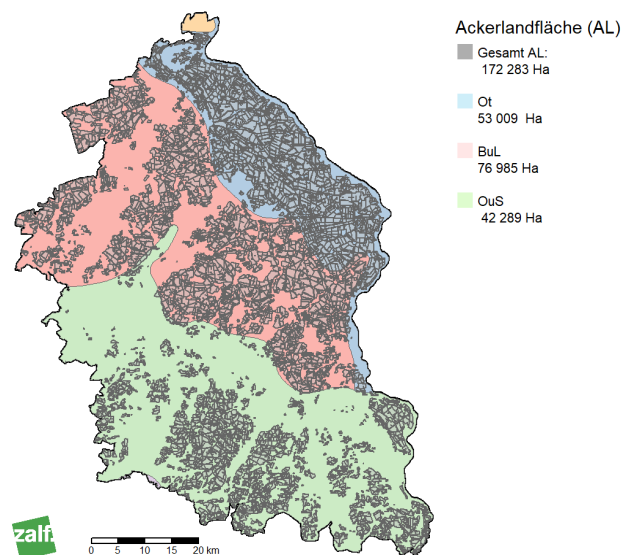 Ackerlandfläche (AL)
Gesamt AL:
172 283 Ha
Ot
53 009 Ha
BuL
76 985 Ha
OuS
42 289 Ha
zalf.
0 5 10 15 20 km